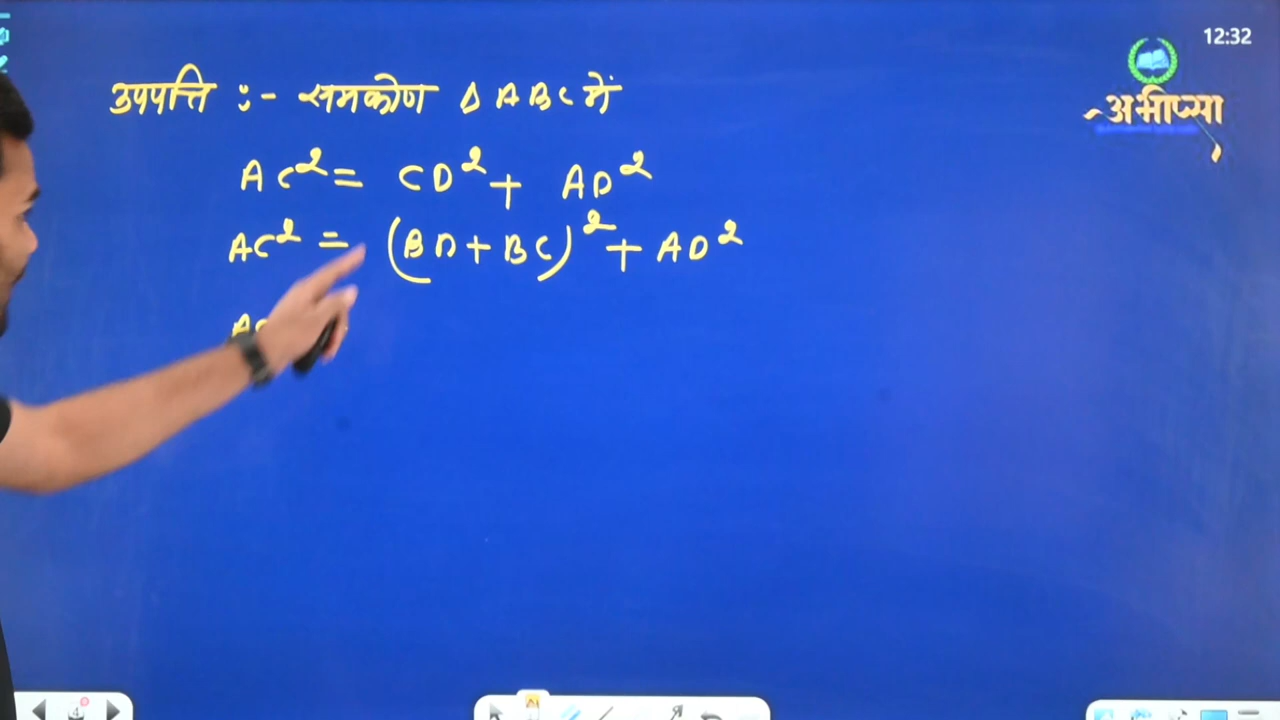 12:32
अभीप्सा
उपपत्ति :- समकोण Δ ABC में
AC² = CD² + AD²
AC² = (BD + BC)² + AD²